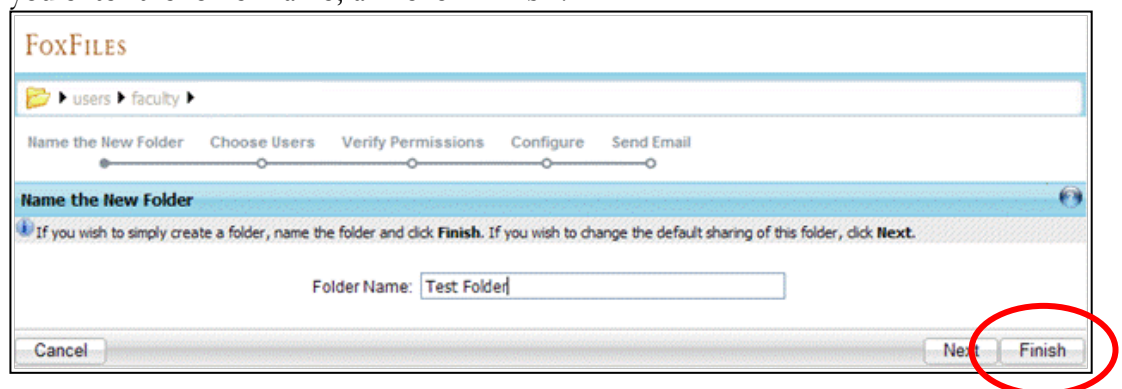 FOXFILES
users faculty
Name the New Folder Choose Users Verify Permissions Configure Send Email
Name the New Folder
If you wish to simply create a folder, name the folder and click Finish. If you wish to change the default sharing of this folder, click Next.
Folder Name: Test Folder
Cancel Next Finish